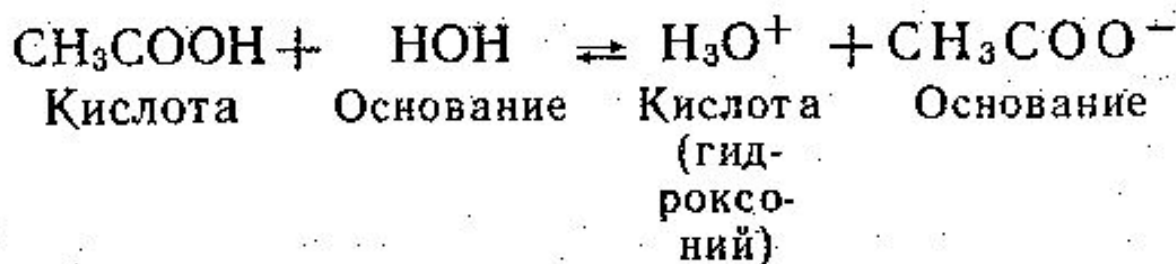 CH₃COOH + HOH ⇌ H₃O⁺ + CH₃COO⁻
Кислота Основание Кислота Основание
(гид-
роксо-
ний)